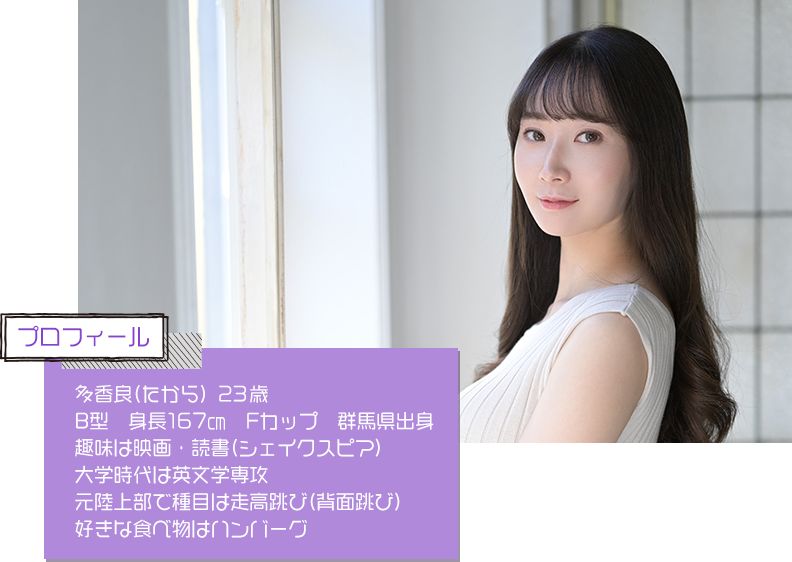 プロフィール
多香良(たから) 23歳
B型　身長167㎝　Fカップ　群馬県出身
趣味は映画・読書(シェイクスピア)
大学時代は英文学専攻
元陸上部で種目は走高跳び(背面跳び)
好きな食べ物はハンバーグ